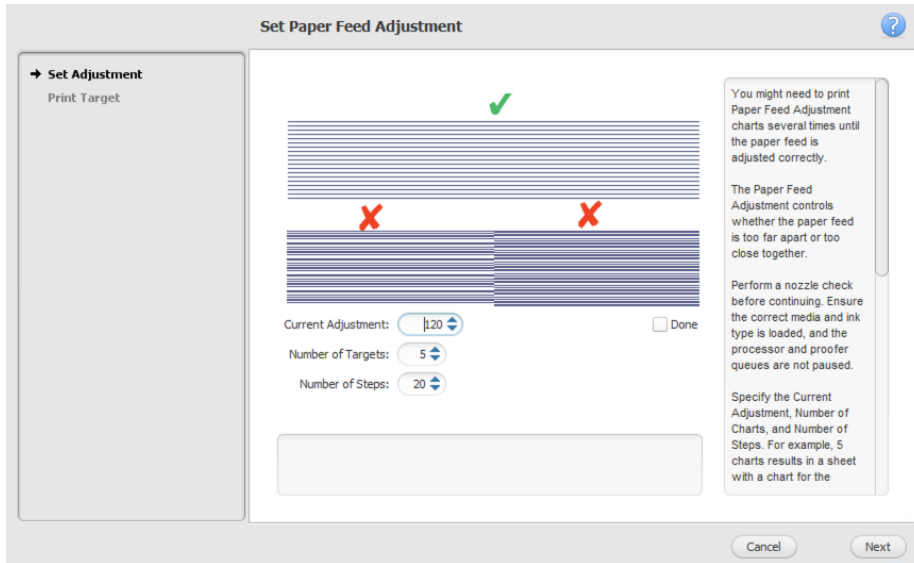 Set Paper Feed Adjustment
?
Set Adjustment
Print Target
Current Adjustment: 120
Done
Number of Targets: 5
Number of Steps: 20
You might need to print
Paper Feed Adjustment
charts several times until
the paper feed is
adjusted correctly.
The Paper Feed
Adjustment controls
whether the paper feed
is too far apart or too
close together.
Perform a nozzle check
before continuing. Ensure
the correct media and ink
type is loaded, and the
processor and proofer
queues are not paused.
Specify the Current
Adjustment, Number of
Charts, and Number of
Steps. For example, 5
charts results in a sheet
with a chart for the
Cancel
Next